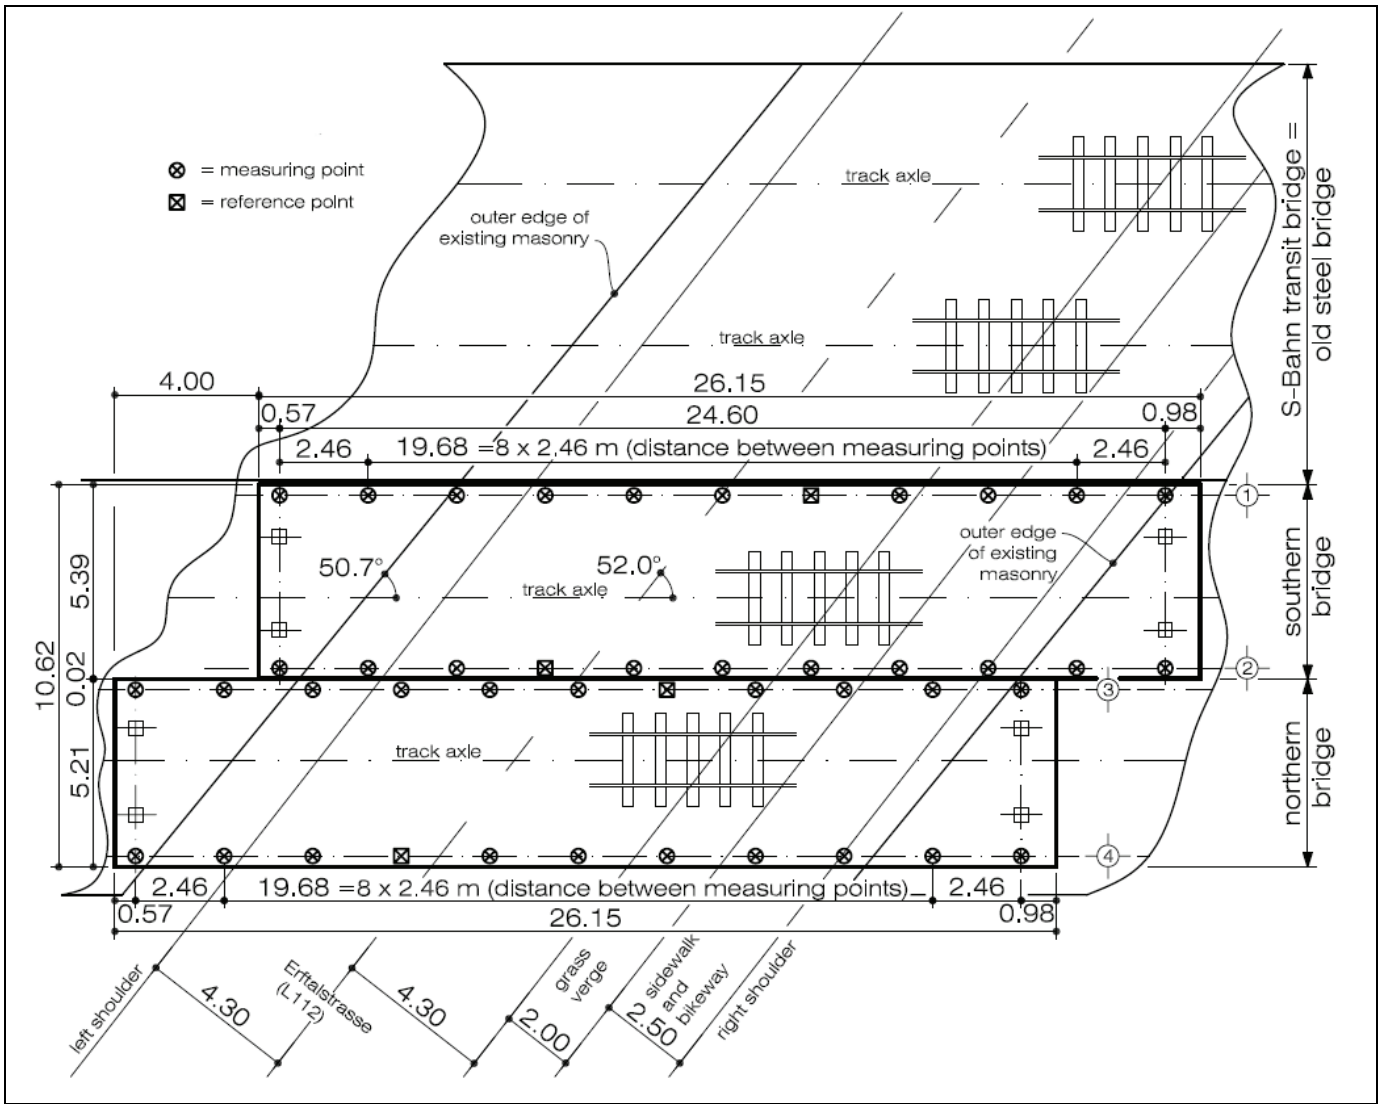 = measuring point
= reference point
outer edge of
existing masonry
track axle
track axle
S-Bahn transit bridge =
old steel bridge
4.00
26.15
0.57
24.60
0.98
2.46
19.68 =8 x 2.46 m (distance between measuring points)
2.46
1
50.7°
52.0°
track axle
outer edge
of existing
masonry
southern
bridge
5.39
10.62
0.02
2
3
track axle
5.21
northern
bridge
4
2.46
19.68 =8 x 2.46 m (distance between measuring points)
2.46
0.57
26.15
0.98
left shoulder
4.30
Erftalstrasse
(L112)
4.30
grass
verge
2.00
sidewalk
and
bikeway
2.50
right shoulder